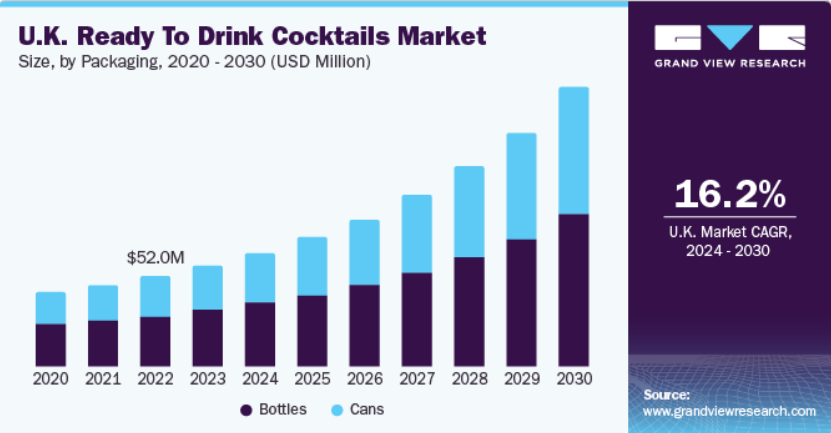 U.K. Ready To Drink Cocktails Market
Size, by Packaging, 2020 - 2030 (USD Million)
$52.0M
2020 2021 2022 2023 2024 2025 2026 2027 2028 2029 2030
Bottles Cans
GRAND VIEW RESEARCH
16.2%
U.K. Market CAGR,
2024 - 2030
Source:
www.grandviewresearch.com